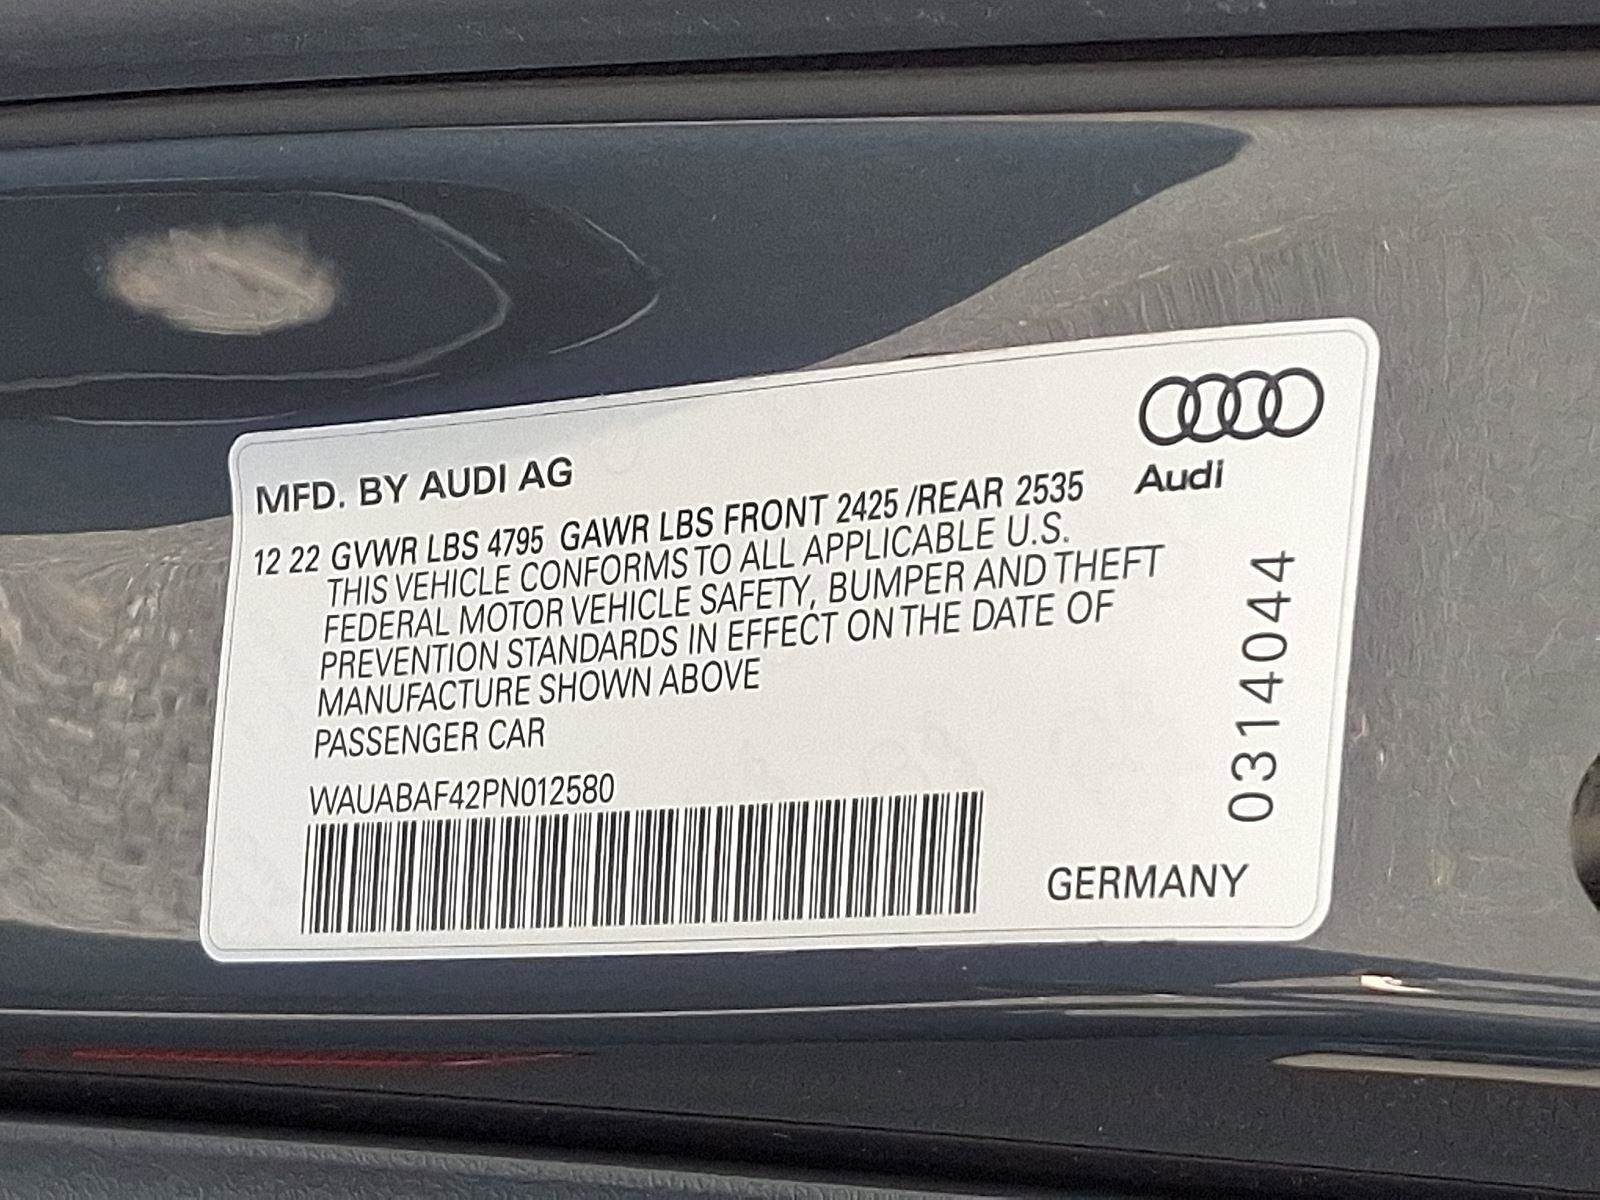 MFD. BY AUDI AG
Audi
12 22 GVWR LBS 4795 GAWR LBS FRONT 2425 /REAR 2535
THIS VEHICLE CONFORMS TO ALL APPLICABLE U.S.
FEDERAL MOTOR VEHICLE SAFETY, BUMPER AND THEFT
PREVENTION STANDARDS IN EFFECT ON THE DATE OF
MANUFACTURE SHOWN ABOVE
PASSENGER CAR
WAUABAF42PN012580
0314044
GERMANY